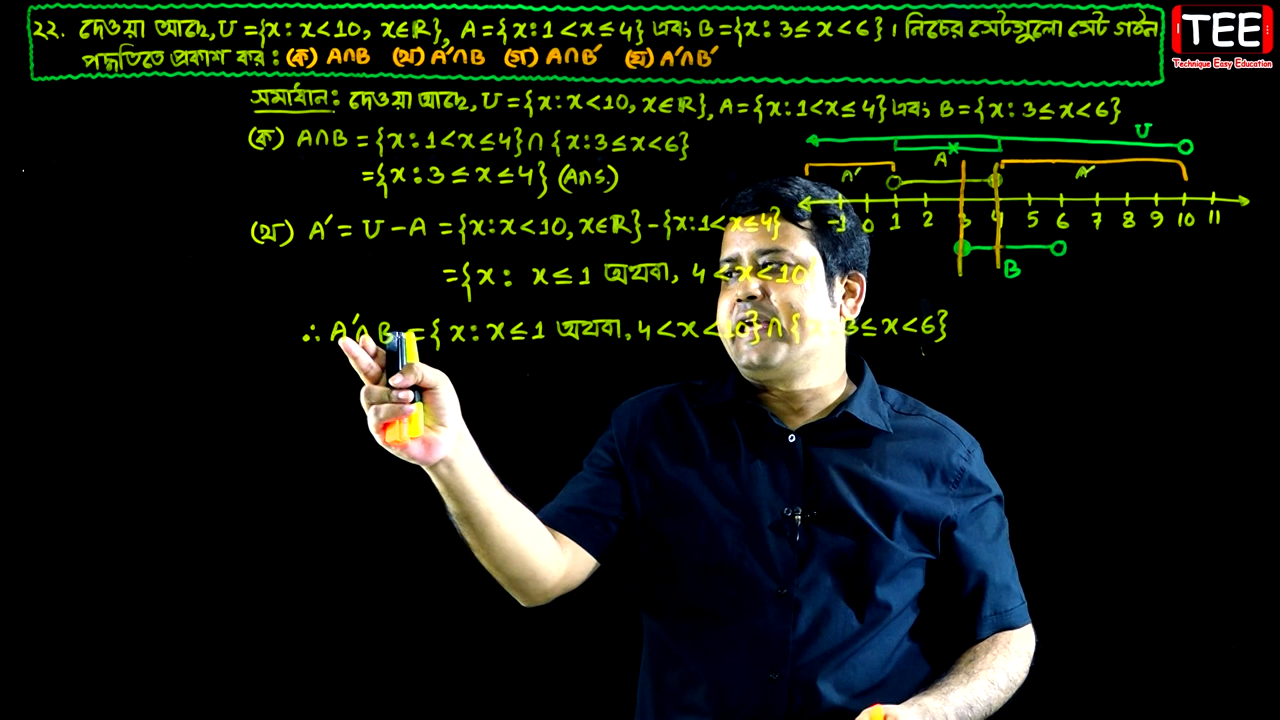 ২২. দেওয়া আছে, U = {x : x < 10, x ∈ ℝ}, A = {x : 1 < x ≤ 4} এবং B = {x : 3 ≤ x < 6}। নিচের সেটগুলো সেট গঠন
পদ্ধতিতে প্রকাশ কর : (ক) A∩B (খ) A′∩B (গ) A∩B′ (ঘ) A′∩B′
TEE
Technique Easy Education
সমাধান : দেওয়া আছে, U = {x : x < 10, x ∈ ℝ}, A = {x : 1 < x ≤ 4} এবং B = {x : 3 ≤ x < 6}
(ক) A∩B = {x : 1 < x ≤ 4} ∩ {x : 3 ≤ x < 6}
= {x : 3 ≤ x ≤ 4} (Ans.)
(খ) A′ = U − A = {x : x < 10, x ∈ ℝ} − {x : 1 < x ≤ 4}
= {x : x ≤ 1 অথবা, 4 < x < 10
∴ A′∩B = { x : x ≤ 1 অথবা, 4 < x < 10} ∩ { 3 ≤ x < 6}
U
A
A′ A′
-1 0 1 2 3 4 5 6 7 8 9 10 11
B